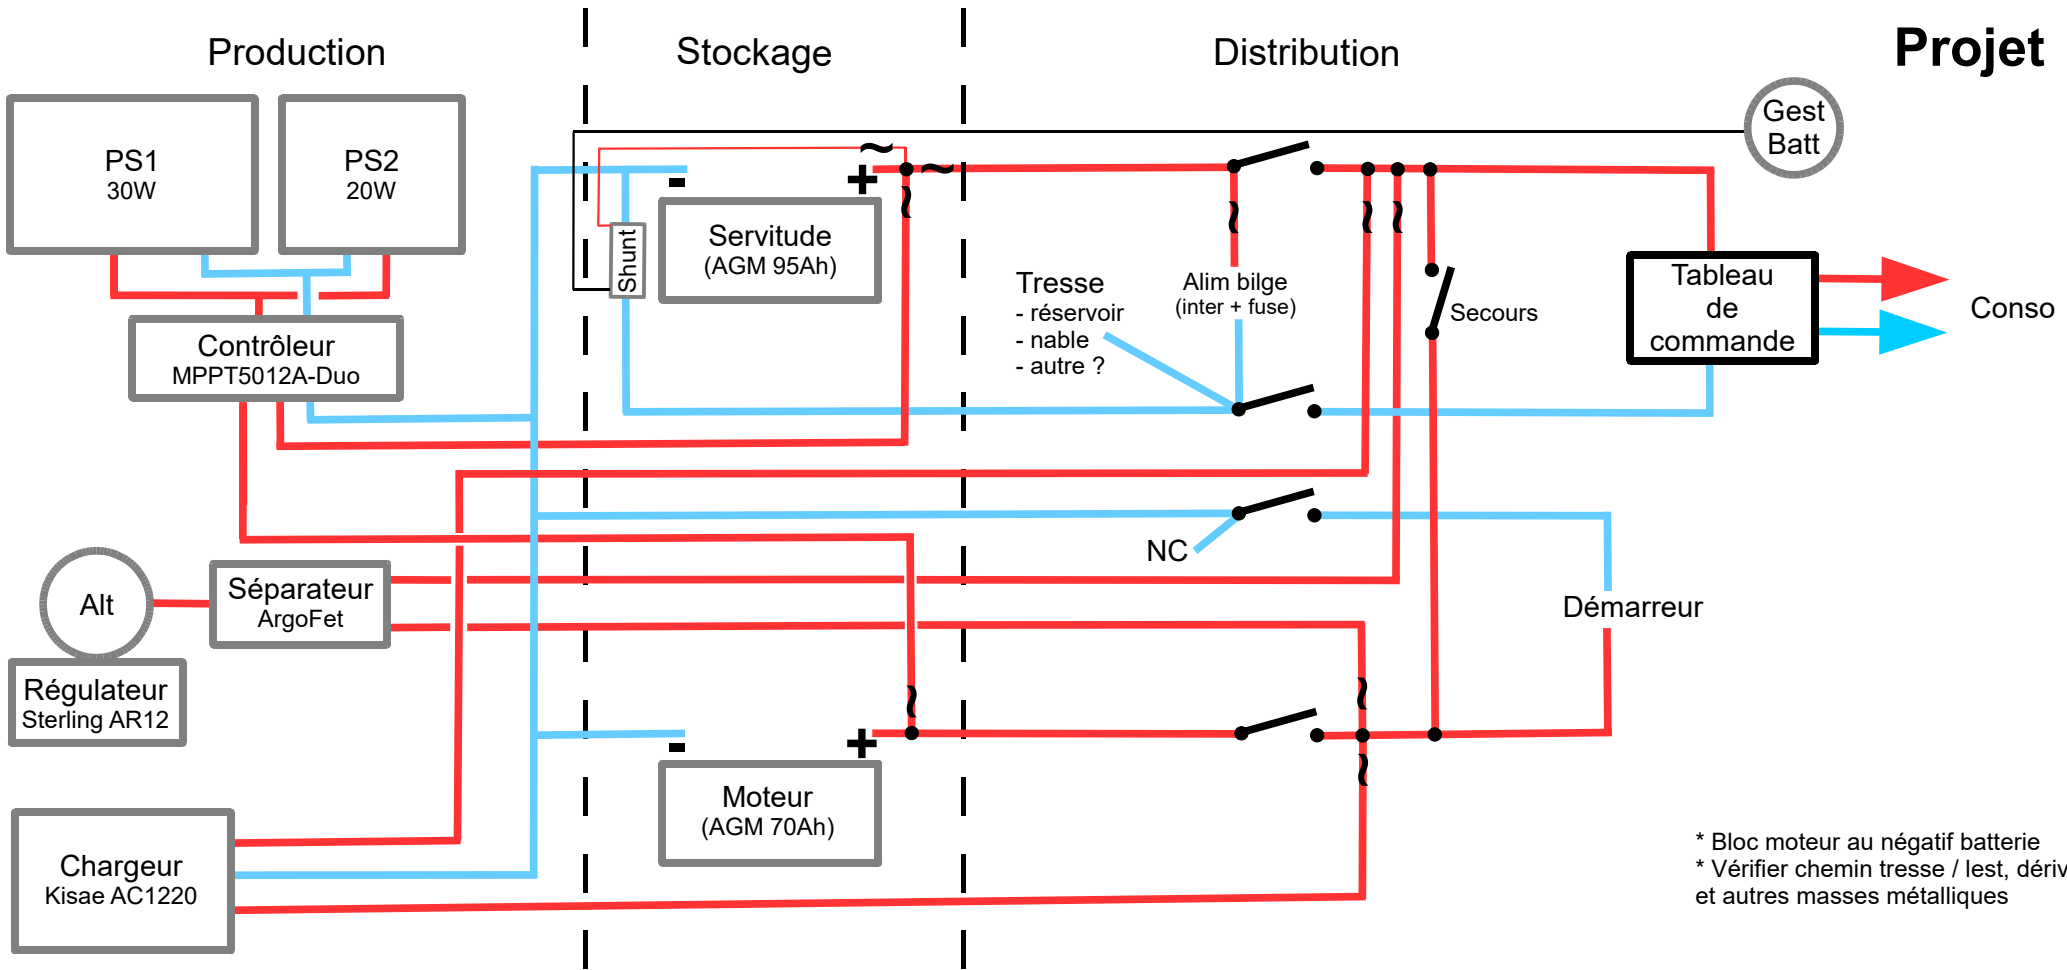 Production
Stockage
Distribution
Projet
PS1
30W
PS2
20W
Gest
Batt
Shunt
-
+
Servitude
(AGM 95Ah)
Tresse
- réservoir
- nable
- autre ?
Alim bilge
(inter + fuse)
Secours
Tableau
de
commande
Conso
Contrôleur
MPPT5012A-Duo
NC
Alt
Séparateur
ArgoFet
Démarreur
Régulateur
Sterling AR12
-
+
Moteur
(AGM 70Ah)
Chargeur
Kisae AC1220
* Bloc moteur au négatif batterie
* Vérifier chemin tresse / lest, dériv
et autres masses métalliques